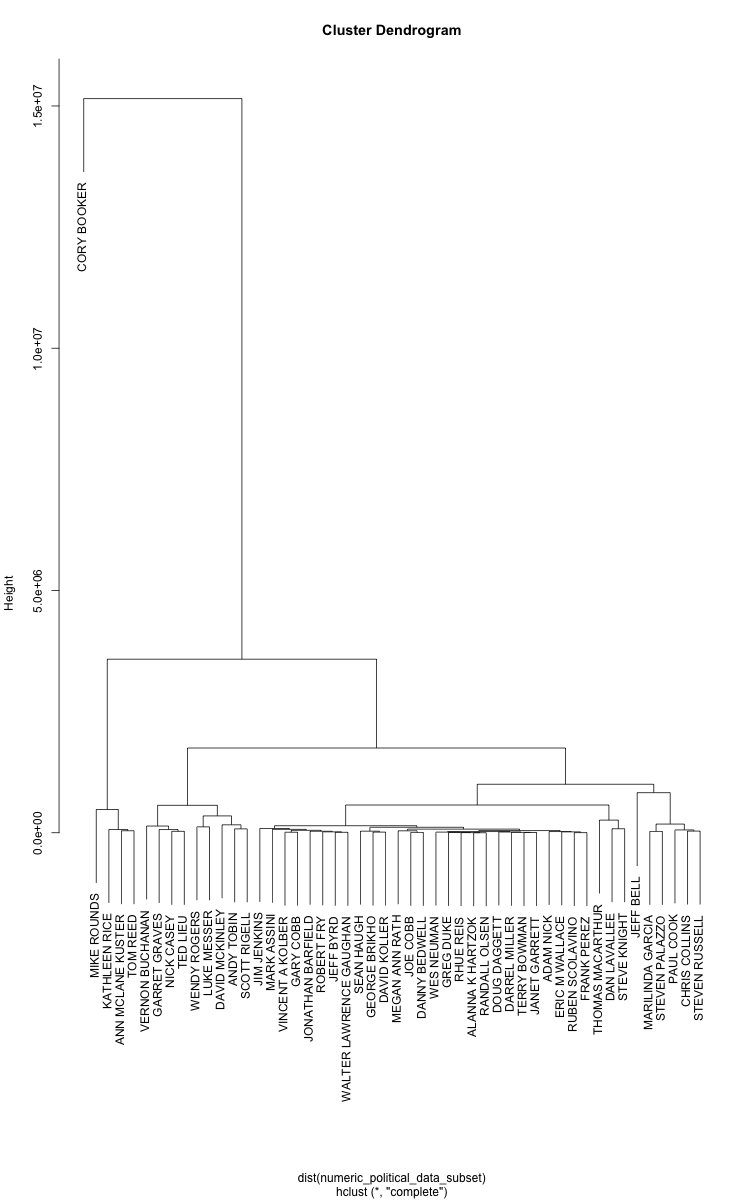 Cluster Dendrogram
Height
1.5e+07
1.0e+07
5.0e+06
0.0e+00
CORY BOOKER
MIKE ROUNDS
KATHLEEN RICE
ANN MCLANE KUSTER
TOM REED
VERNON BUCHANAN
GARRET GRAVES
NICK CASEY
TED LIEU
WENDY ROGERS
LUKE MESSER
DAVID MCKINLEY
ANDY TOBIN
SCOTT RIGELL
JIM JENKINS
MARK ASSINI
VINCENT A KOLBER
GARY COBB
JONATHAN BARFIELD
ROBERT FRY
JEFF BYRD
WALTER LAWRENCE GAUGHAN
SEAN HAUGH
GEORGE BRIKHO
DAVID KOLLER
MEGAN ANN RATH
JOE COBB
DANNY BEDWELL
WES NEUMAN
GREG DUKE
RHUE REIS
ALANNA K HARTZOK
RANDALL OLSEN
DOUG DAGGETT
DARREL MILLER
TERRY BOWMAN
JANET GARRETT
ADAM NICK
ERIC M WALLACE
RUBEN SCOLAVINO
FRANK PEREZ
THOMAS MACARTHUR
DAN LAVALLEE
STEVE KNIGHT
JEFF BELL
MARILINDA GARCIA
STEVEN PALAZZO
PAUL COOK
CHRIS COLLINS
STEVEN RUSSELL
dist(numeric_political_data_subset)
hclust (*, "complete")